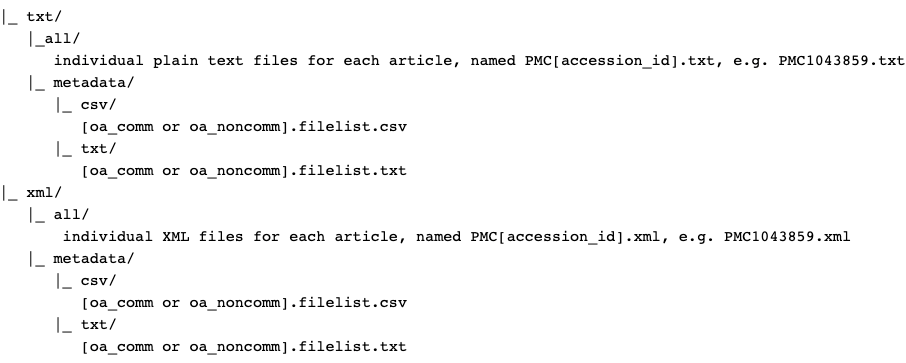 |_ txt/
   |_all/
      individual plain text files for each article, named PMC[accession_id].txt, e.g. PMC1043859.txt
   |_ metadata/
      |_ csv/
         [oa_comm or oa_noncomm].filelist.csv
      |_ txt/
         [oa_comm or oa_noncomm].filelist.txt
|_ xml/
   |_ all/
       individual XML files for each article, named PMC[accession_id].xml, e.g. PMC1043859.xml
   |_ metadata/
      |_ csv/
         [oa_comm or oa_noncomm].filelist.csv
      |_ txt/
         [oa_comm or oa_noncomm].filelist.txt